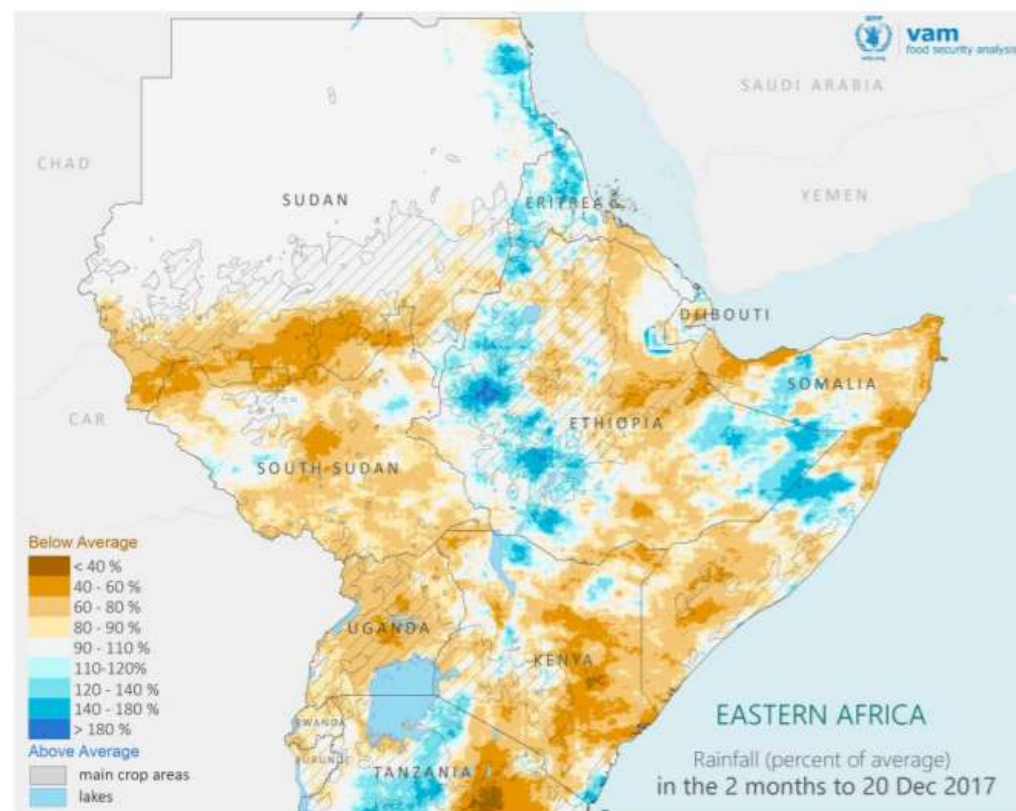 wfp.org
vam
food security analysis
SAUDI ARABIA
CHAD
YEMEN
SUDAN
ERITREA
DJIBOUTI
SOMALIA
CAR
ETHIOPIA
SOUTH SUDAN
Below Average
< 40 %
40 - 60 %
60 - 80 %
80 - 90 %
90 - 110 %
110-120%
120 - 140 %
140 - 180 %
> 180 %
Above Average
main crop areas
lakes
UGANDA
KENYA
RWANDA
BURUNDI
TANZANIA
EASTERN AFRICA
Rainfall (percent of average)
in the 2 months to 20 Dec 2017